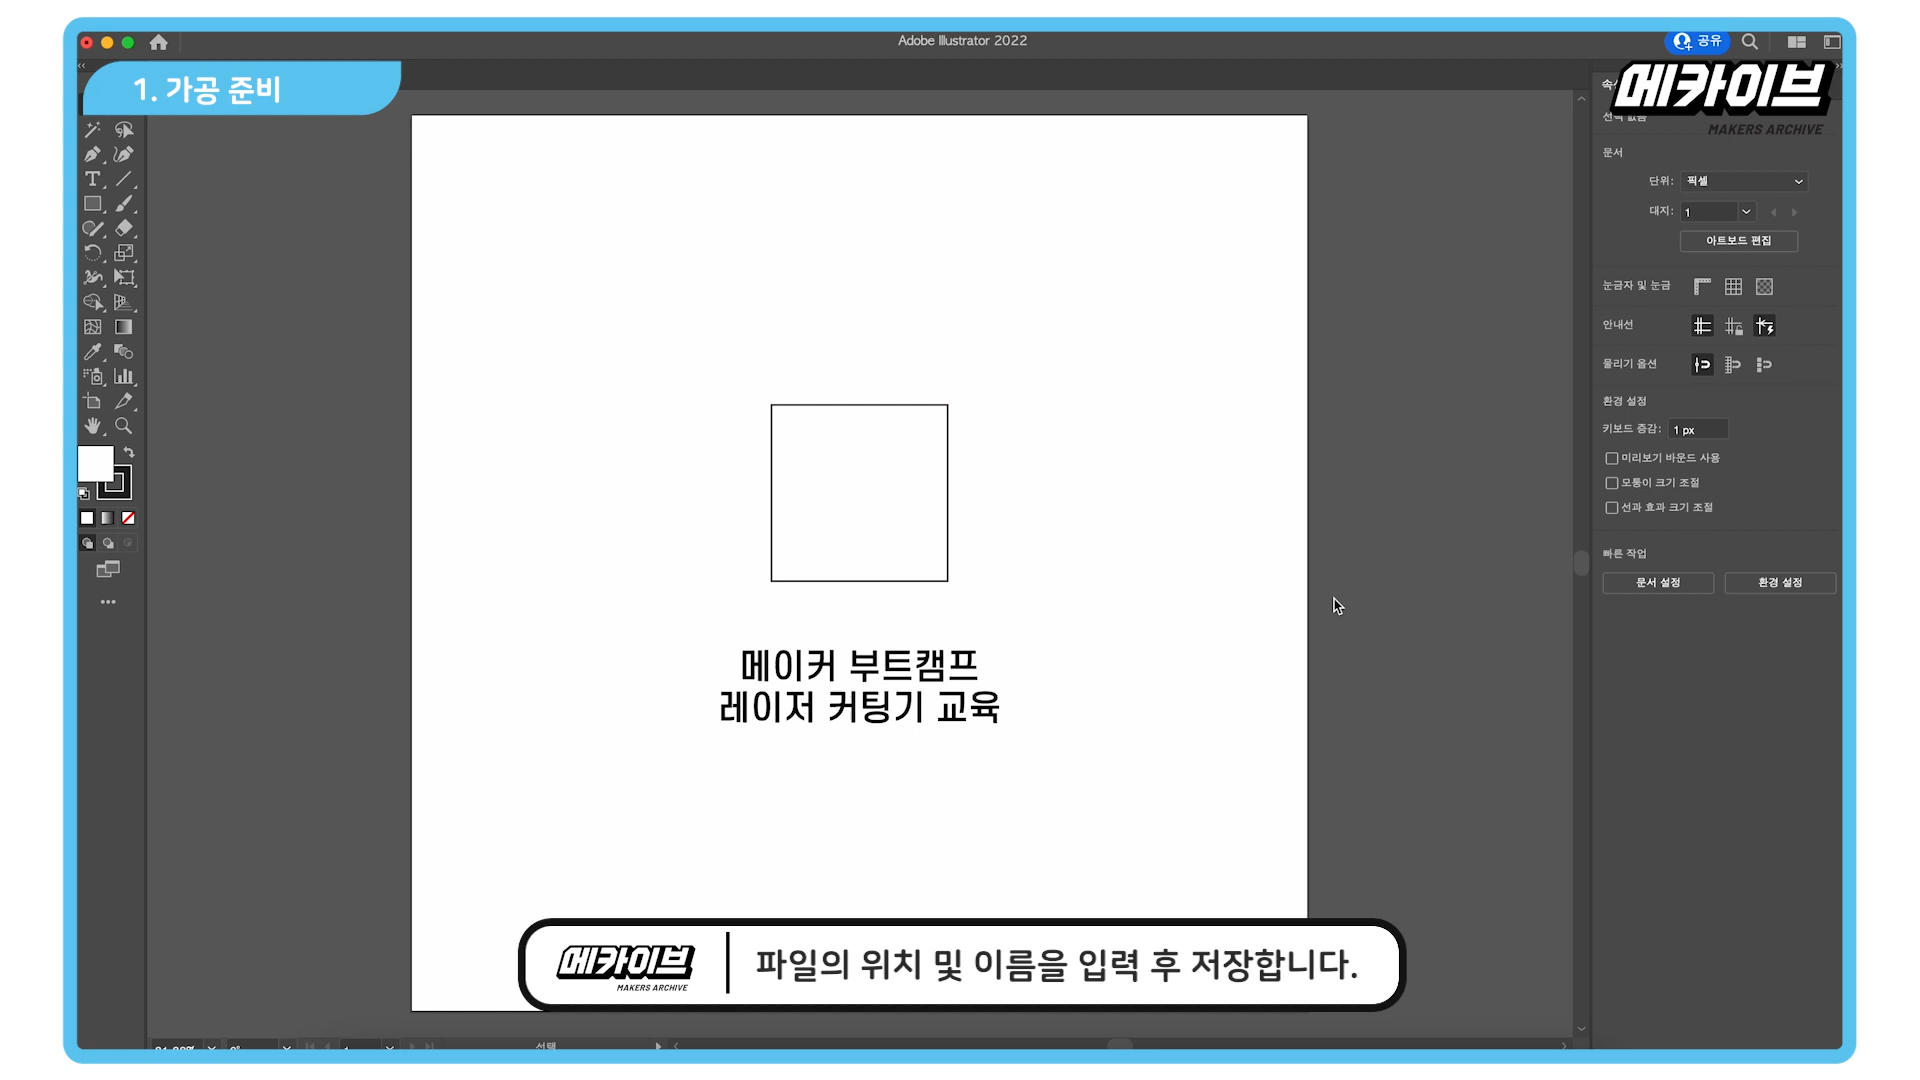 Adobe Illustrator 2022
공유
1. 가공 준비
메카이브
MAKERS ARCHIVE
선택 없음
문서
단위: 픽셀
대지: 1
아트보드 편집
눈금자 및 눈금
안내선
물리기 옵션
환경 설정
키보드 증감: 1 px
미리보기 바운드 사용
모퉁이 크기 조절
선과 효과 크기 조절
빠른 작업
문서 설정
환경 설정
메이커 부트캠프
레이저 커팅기 교육
메카이브
MAKERS ARCHIVE
파일의 위치 및 이름을 입력 후 저장합니다.
선택